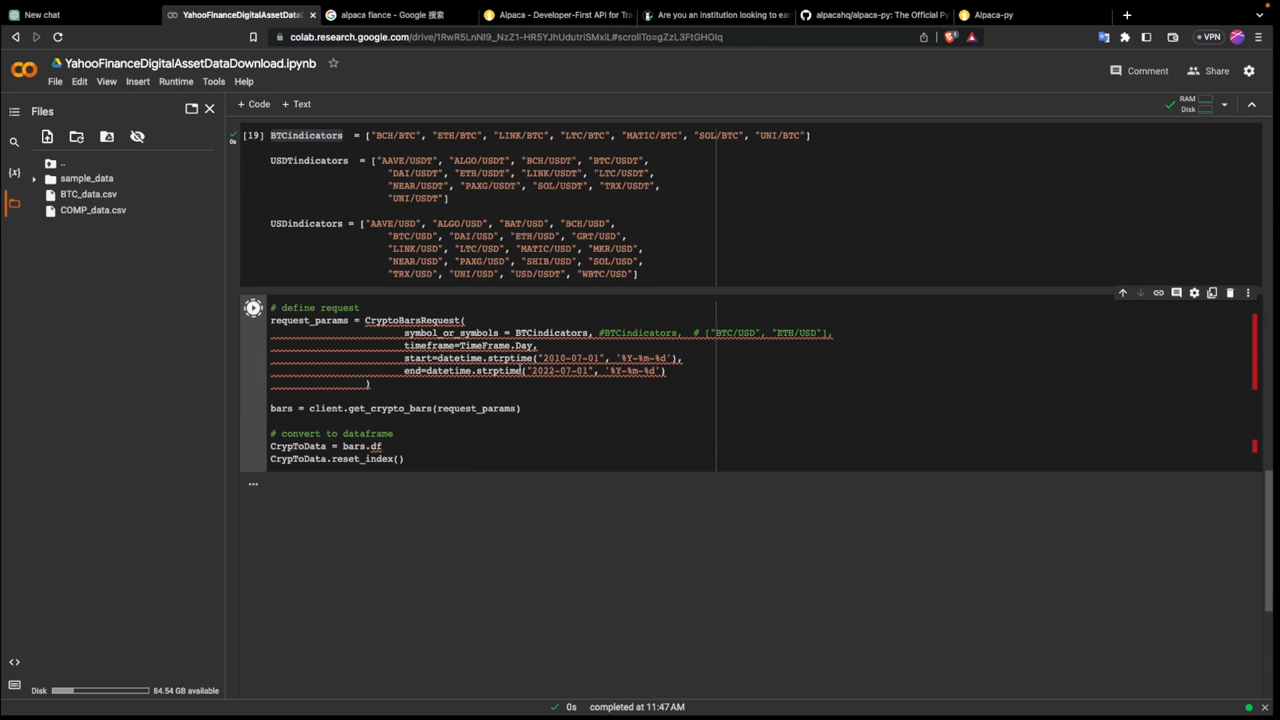 New chat
YahooFinanceDigitalAssetData
alpaca fiance - Google 搜索
Alpaca - Developer-First API for Tra
Are you an institution looking to ear
alpacahq/alpaca-py: The Official Py
Alpaca-py
colab.research.google.com/drive/
YahooFinanceDigitalAssetDataDownload.ipynb
File Edit View Insert Runtime Tools Help
Comment
Share
VPN
Files
+ Code + Text
RAM
Disk
..
sample_data
BTC_data.csv
COMP_data.csv
[19] BTCindicators = ["BCH/BTC", "ETH/BTC", "LINK/BTC", "LTC/BTC", "MATIC/BTC", "SOL/BTC", "UNI/BTC"]
0s
USDTindicators = ["AAVE/USDT", "ALGO/USDT", "BCH/USDT", "BTC/USDT",
"DAI/USDT", "ETH/USDT", "LINK/USDT", "LTC/USDT",
"NEAR/USDT", "PAXG/USDT", "SOL/USDT", "TRX/USDT",
"UNI/USDT"]
USDindicators = ["AAVE/USD", "ALGO/USD", "BAT/USD", "BCH/USD",
"BTC/USD", "DAI/USD", "ETH/USD", "GRT/USD",
"LINK/USD", "LTC/USD", "MATIC/USD", "MKR/USD",
"NEAR/USD", "PAXG/USD", "SHIB/USD", "SOL/USD",
"TRX/USD", "UNI/USD", "USD/USDT", "WBTC/USD"]
# define request
request_params = CryptoBarsRequest(
symbol_or_symbols = BTCindicators, #BTCindicators, # ["BTC/USD", "ETH/USD"],
timeframe=TimeFrame.Day,
start=datetime.strptime("2010-07-01", '%Y-%m-%d'),
end=datetime.strptime("2022-07-01", '%Y-%m-%d')
)
bars = client.get_crypto_bars(request_params)
# convert to dataframe
CrypToData = bars.df
CrypToData.reset_index()
...
Disk
84.54 GB available
0s completed at 11:47AM